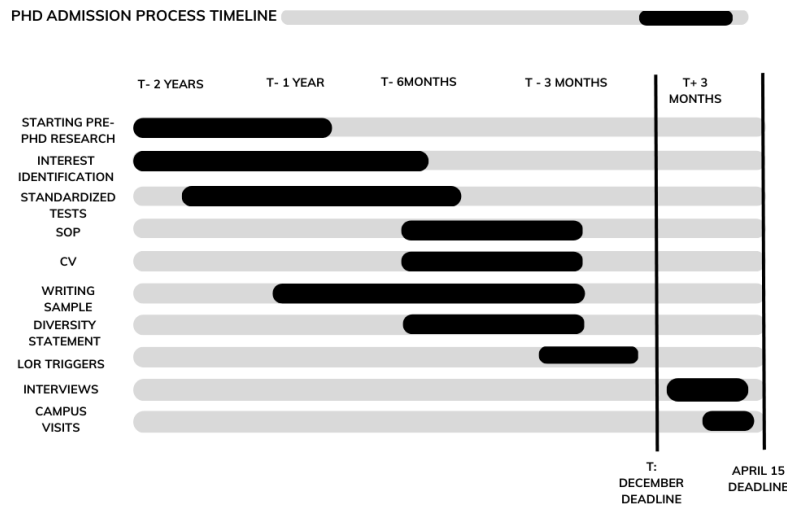 PHD ADMISSION PROCESS TIMELINE
T- 2 YEARS
T- 1 YEAR
T- 6MONTHS
T - 3 MONTHS
T+ 3
MONTHS
STARTING PRE-
PHD RESEARCH
INTEREST
IDENTIFICATION
STANDARDIZED
TESTS
SOP
CV
WRITING
SAMPLE
DIVERSITY
STATEMENT
LOR TRIGGERS
INTERVIEWS
CAMPUS
VISITS
T:
DECEMBER
DEADLINE
APRIL 15
DEADLINE